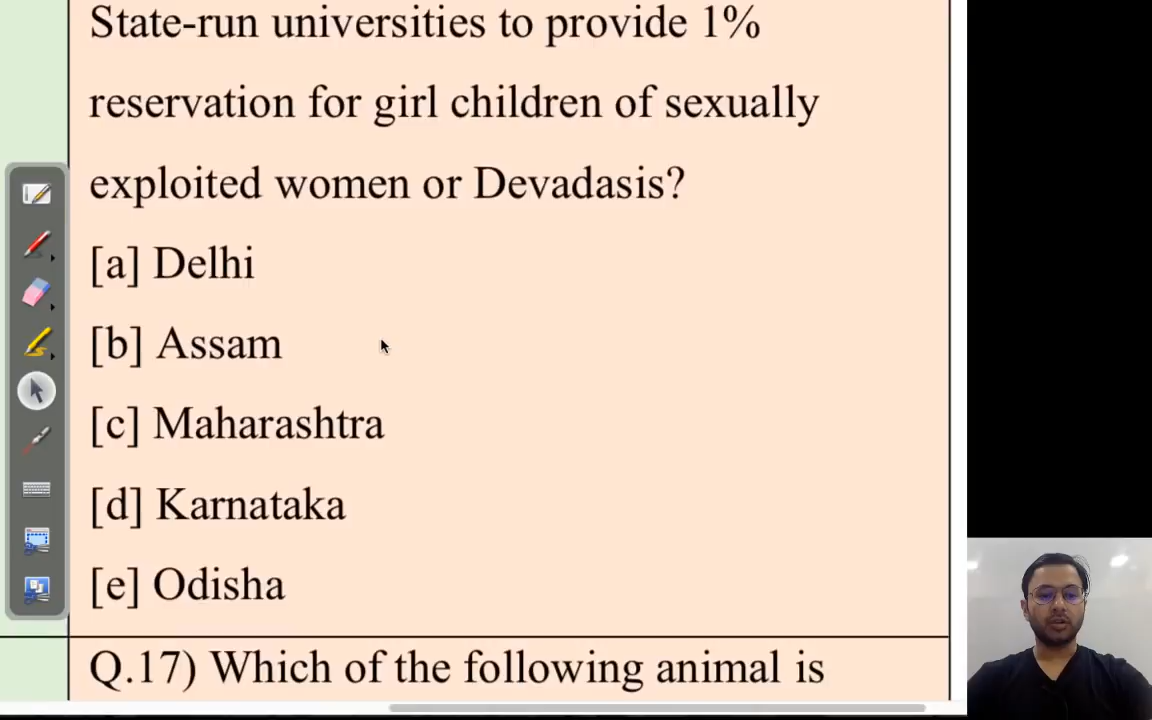 State-run universities to provide 1%
reservation for girl children of sexually
exploited women or Devadasis?
[a] Delhi
[b] Assam
[c] Maharashtra
[d] Karnataka
[e] Odisha
Q.17) Which of the following animal is